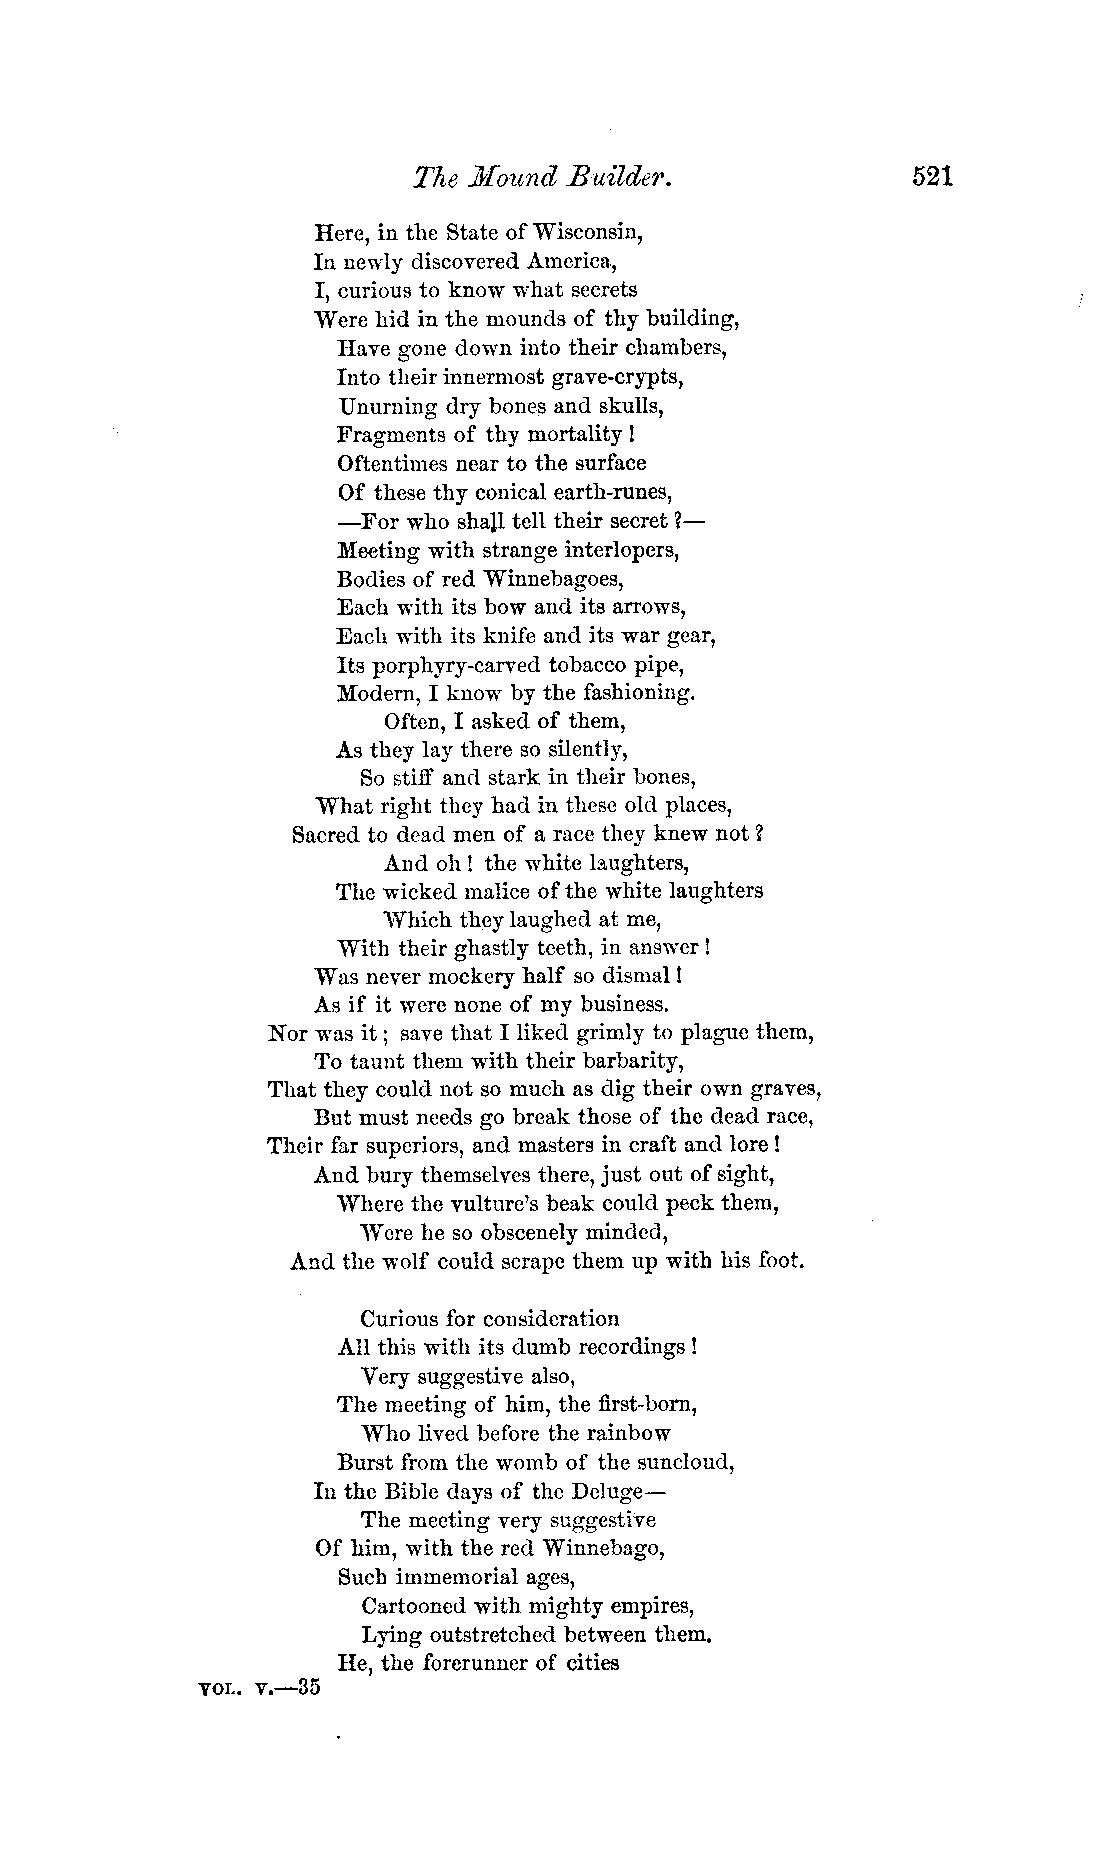 The Mound Builder. 521
Here, in the State of Wisconsin,
In newly discovered America,
I, curious to know what secrets
Were hid in the mounds of thy building,
Have gone down into their chambers,
Into their innermost grave-crypts,
Unurning dry bones and skulls,
Fragments of thy mortality!
Oftentimes near to the surface
Of these thy conical earth-runes,
—For who shall tell their secret?—
Meeting with strange interlopers,
Bodies of red Winnebagoes,
Each with its bow and its arrows,
Each with its knife and its war gear,
Its porphyry-carved tobacco pipe,
Modern, I know by the fashioning.
Often, I asked of them,
As they lay there so silently,
So stiff and stark in their bones,
What right they had in these old places,
Sacred to dead men of a race they knew not?
And oh! the white laughters,
The wicked malice of the white laughters
Which they laughed at me,
With their ghastly teeth, in answer!
Was never mockery half so dismal!
As if it were none of my business.
Nor was it; save that I liked grimly to plague them,
To taunt them with their barbarity,
That they could not so much as dig their own graves,
But must needs go break those of the dead race,
Their far superiors, and masters in craft and lore!
And bury themselves there, just out of sight,
Where the vulture's beak could peck them,
Were he so obscenely minded,
And the wolf could scrape them up with his foot.
Curious for consideration
All this with its dumb recordings!
Very suggestive also,
The meeting of him, the first-born,
Who lived before the rainbow
Burst from the womb of the suncloud,
In the Bible days of the Deluge—
The meeting very suggestive
Of him, with the red Winnebago,
Such immemorial ages,
Cartooned with mighty empires,
Lying outstretched between them.
He, the forerunner of cities
VOL. V.—35